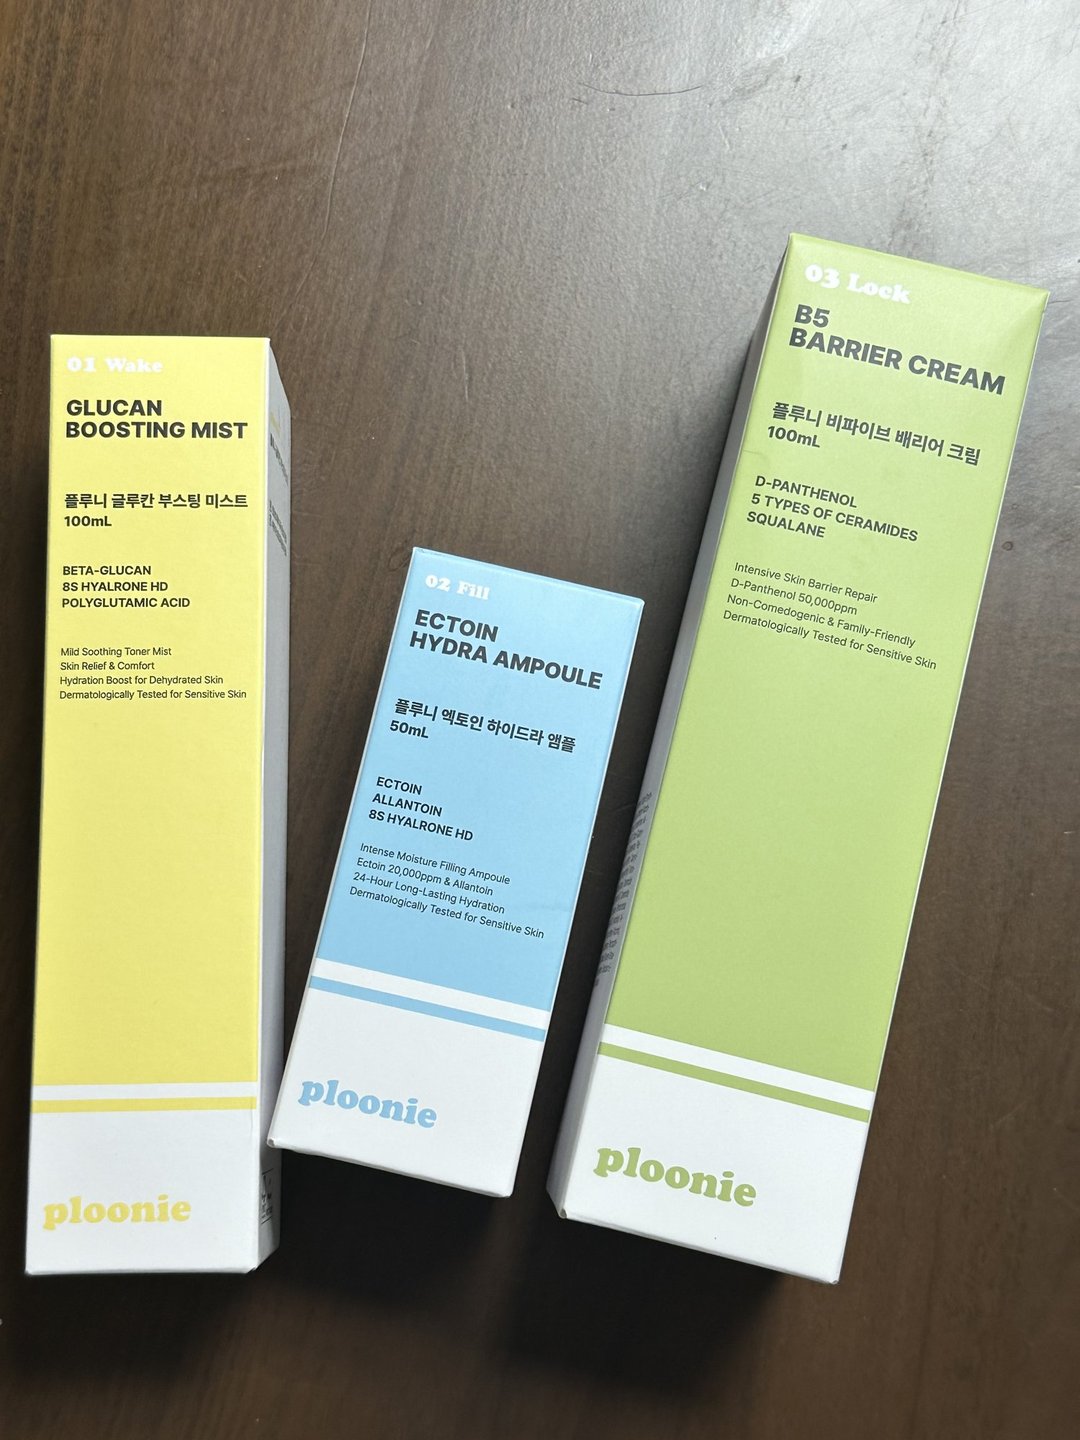 01 Wake
GLUCAN
BOOSTING MIST
플루니 글루칸 부스팅 미스트
100mL
BETA-GLUCAN
8S HYALRONE HD
POLYGLUTAMIC ACID
Mild Soothing Toner Mist
Skin Relief & Comfort
Hydration Boost for Dehydrated Skin
Dermatologically Tested for Sensitive Skin
ploonie
02 Fill
ECTOIN
HYDRA AMPOULE
플루니 엑토인 하이드라 앰플
50mL
ECTOIN
ALLANTOIN
8S HYALRONE HD
Intense Moisture Filling Ampoule
Ectoin 20,000ppm & Allantoin
24-Hour Long-Lasting Hydration
Dermatologically Tested for Sensitive Skin
ploonie
03 Lock
B5
BARRIER CREAM
플루니 비파이브 배리어 크림
100mL
D-PANTHENOL
5 TYPES OF CERAMIDES
SQUALANE
Intensive Skin Barrier Repair
D-Panthenol 50,000ppm
Non-Comedogenic & Family-Friendly
Dermatologically Tested for Sensitive Skin
ploonie